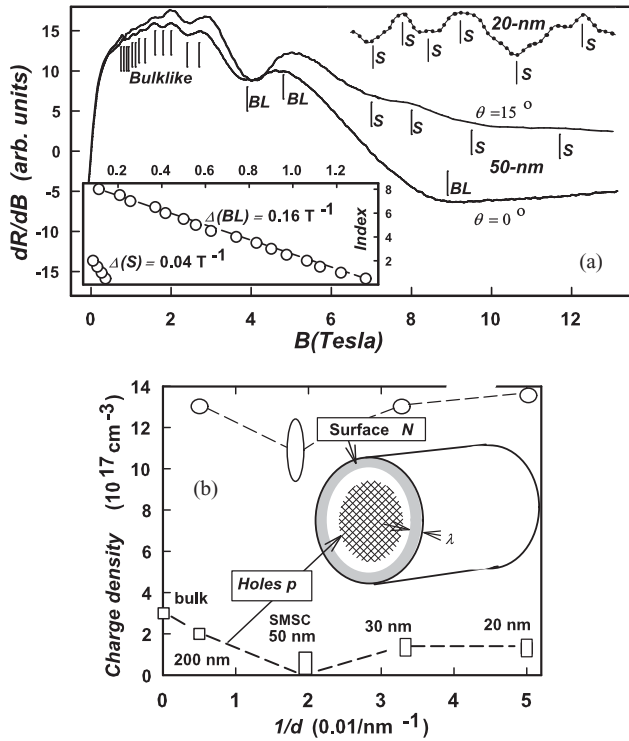 dR/dB (arb. units)
15
10
5
0
-5
-10
-15
Bulklike
20-nm
S
S
S
S
S
S
BL
BL
S
S
θ = 15 °
S
S
50-nm
BL
θ = 0 °
(a)
0.2 0.4 0.6 0.8 1.0 1.2
Δ(BL) = 0.16 T -1
Δ(S) = 0.04 T -1
Index
8
6
4
2
0 2 4 6 8 10 12
B(Tesla)
Charge density (10 17 cm -3)
14
12
10
8
6
4
2
0
(b)
Surface N
λ
Holes p
bulk
200 nm
SMSC
50 nm
30 nm
20 nm
0 1 2 3 4 5
1/d (0.01/nm -1)